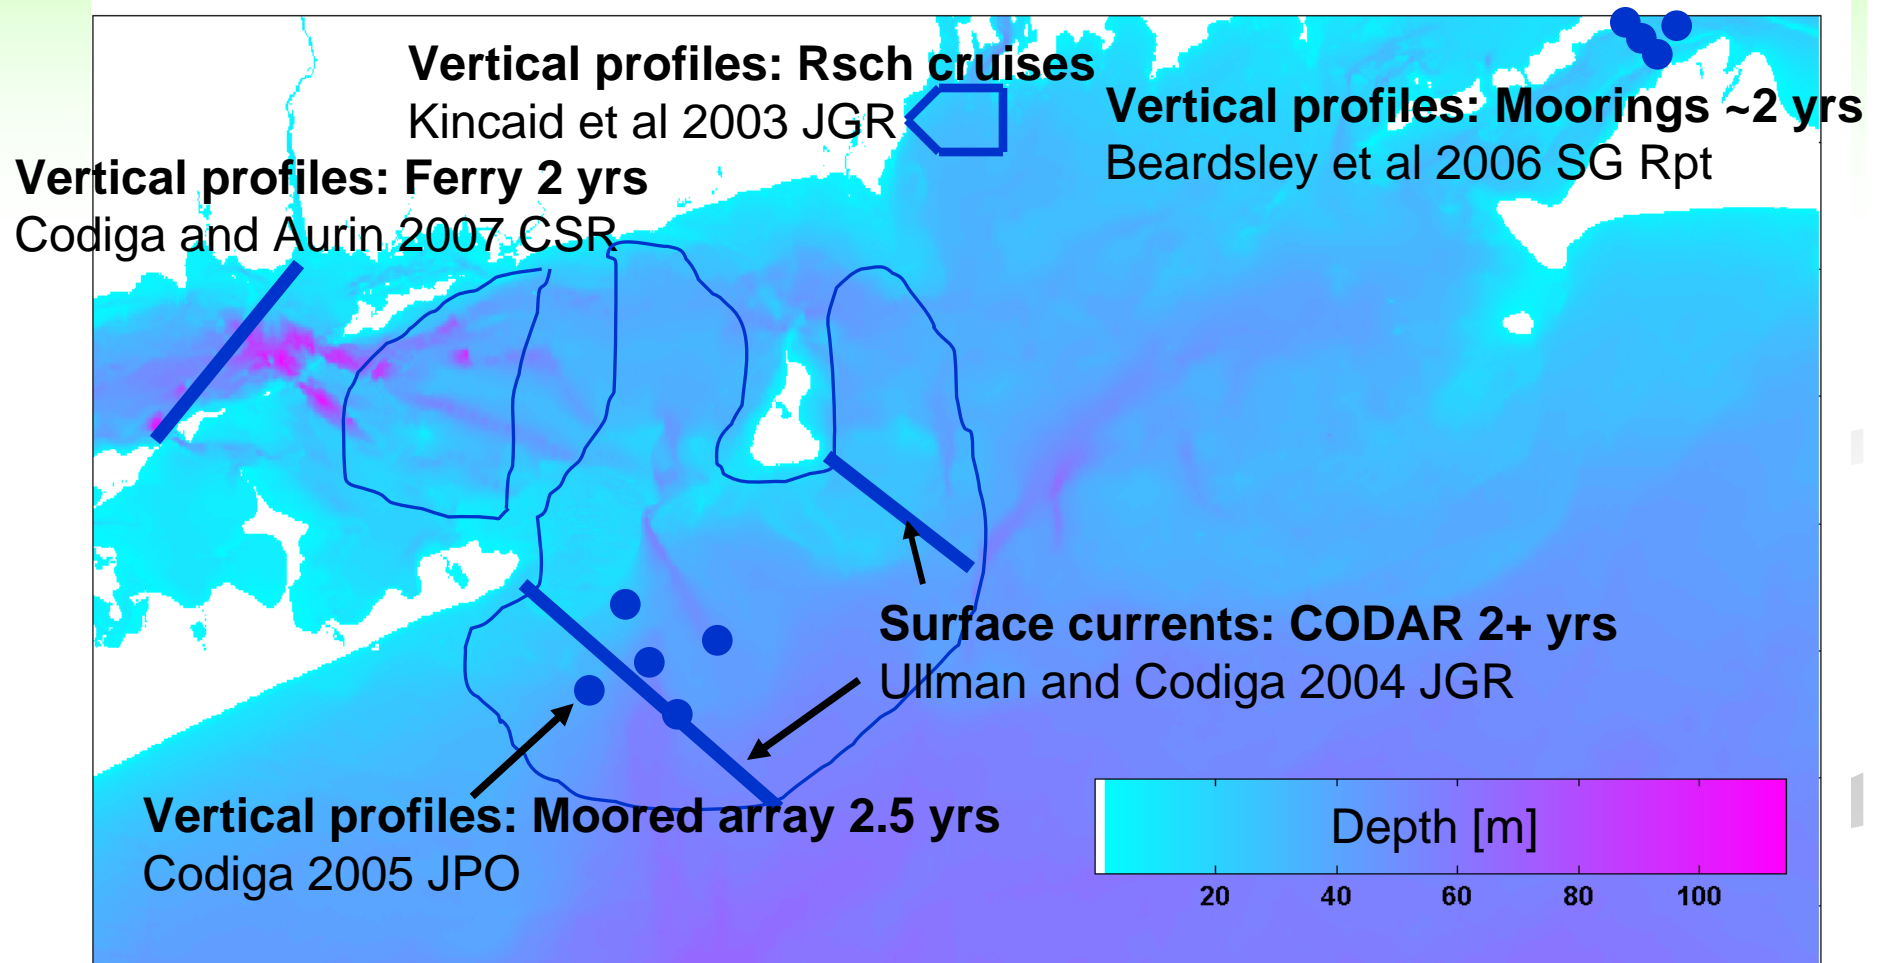 Vertical profiles: Rsch cruises
Kincaid et al 2003 JGR
Vertical profiles: Moorings ~2 yrs
Beardsley et al 2006 SG Rpt
Vertical profiles: Ferry 2 yrs
Codiga and Aurin 2007 CSR
Surface currents: CODAR 2+ yrs
Ullman and Codiga 2004 JGR
Vertical profiles: Moored array 2.5 yrs
Codiga 2005 JPO
Depth [m]
20 40 60 80 100